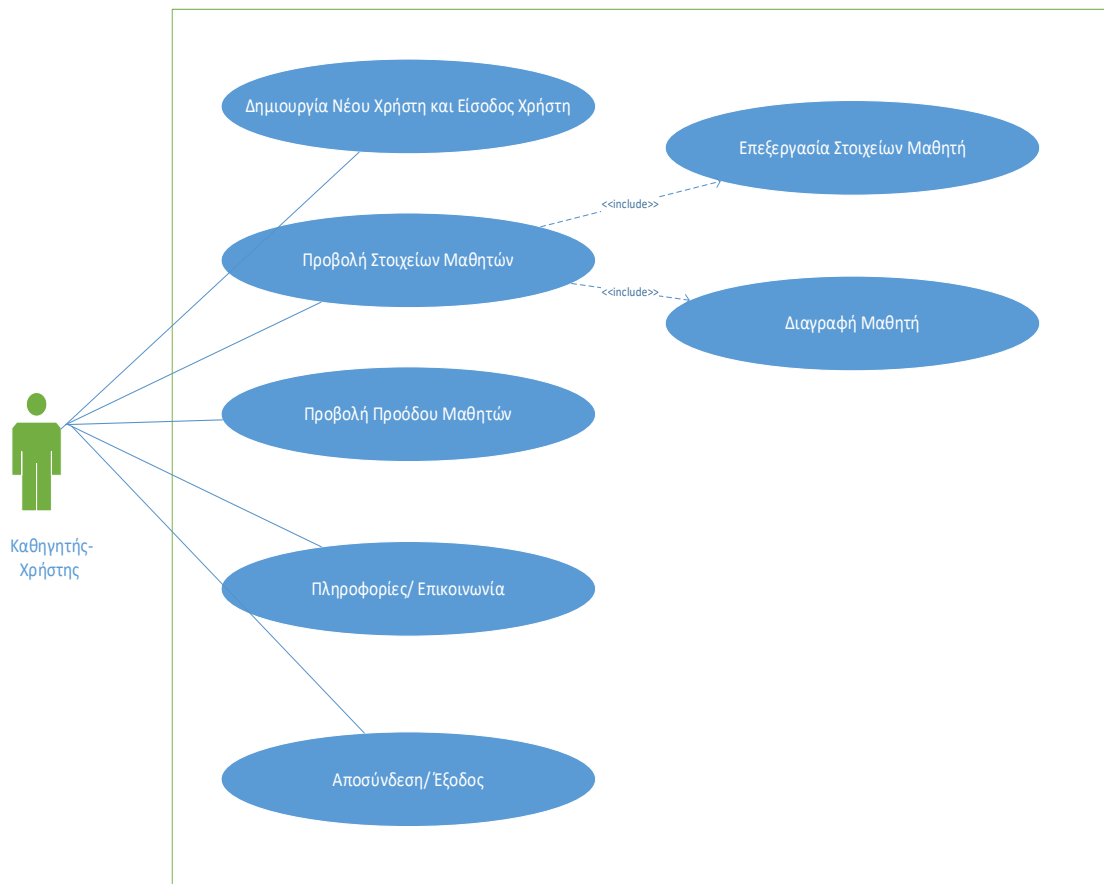 Δημιουργία Νέου Χρήστη και Είσοδος Χρήστη
Επεξεργασία Στοιχείων Μαθητή
<<include>>
Προβολή Στοιχείων Μαθητών
<<include>>
Διαγραφή Μαθητή
Προβολή Προόδου Μαθητών
Καθηγητής-
Χρήστης
Πληροφορίες/ Επικοινωνία
Αποσύνδεση/ Έξοδος